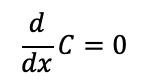 d/dx C = 0